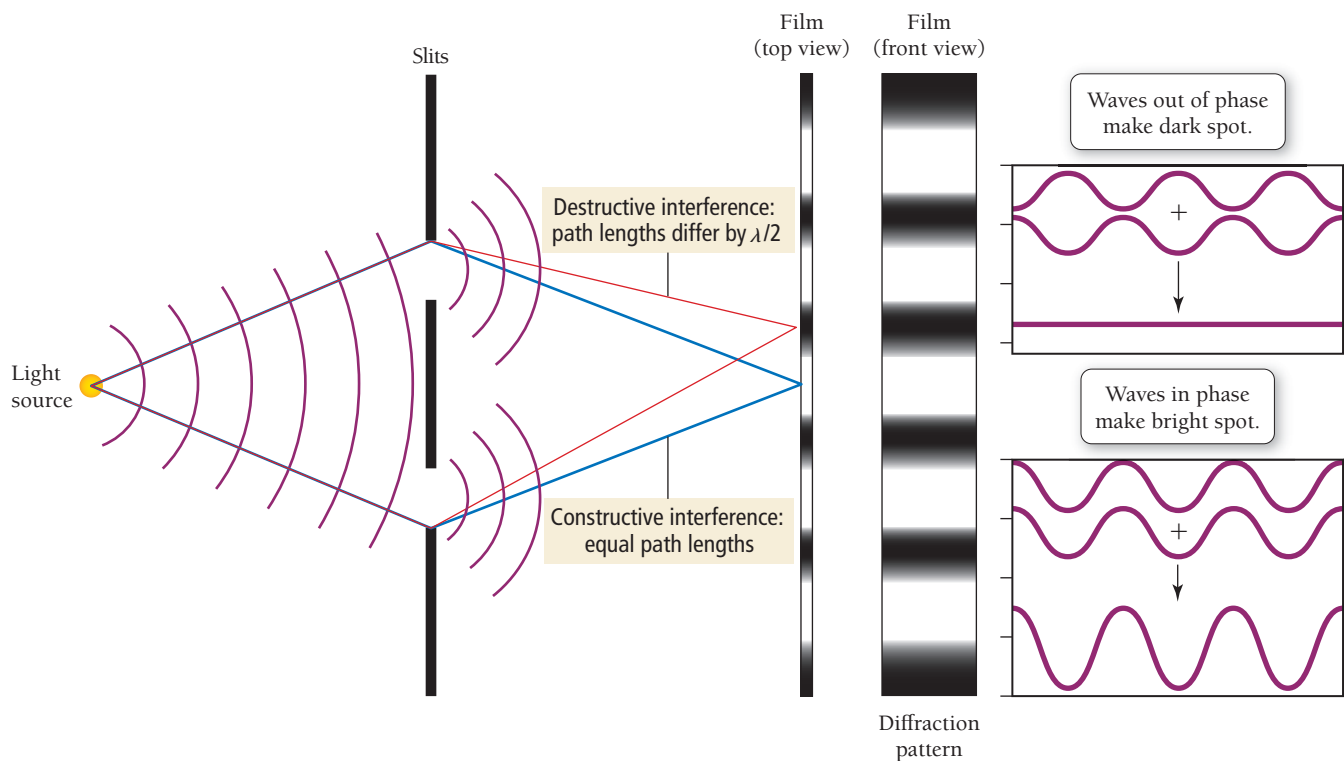 Slits
Film
(top view)
Film
(front view)
Waves out of phase
make dark spot.
Destructive interference:
path lengths differ by λ/2
+
Light
source
Waves in phase
make bright spot.
Constructive interference:
equal path lengths
+
Diffraction
pattern